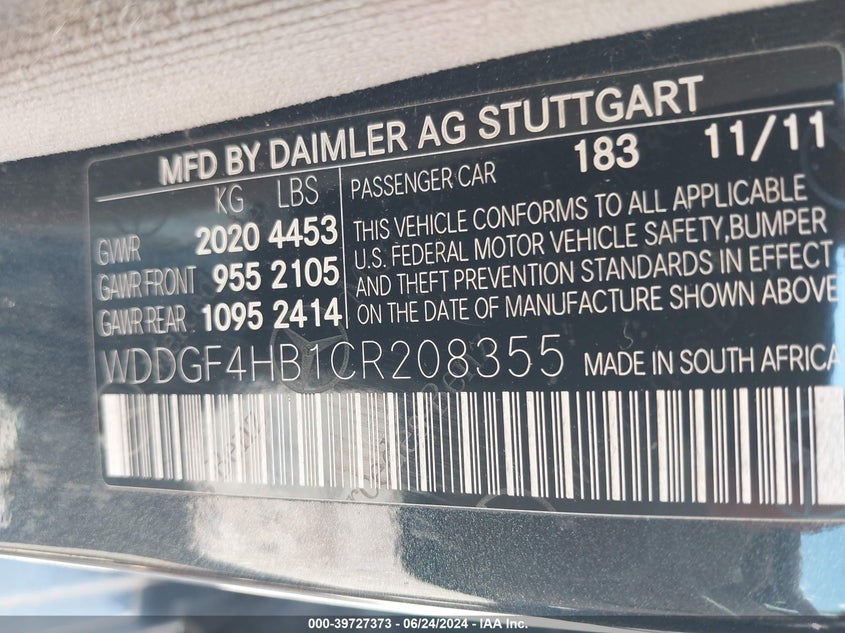 MFD BY DAIMLER AG STUTTGART
183 11/11
KG LBS
GVWR 2020 4453
GAWR FRONT 955 2105
GAWR REAR 1095 2414
PASSENGER CAR
THIS VEHICLE CONFORMS TO ALL APPLICABLE
U.S. FEDERAL MOTOR VEHICLE SAFETY,BUMPER
AND THEFT PREVENTION STANDARDS IN EFFECT
ON THE DATE OF MANUFACTURE SHOWN ABOVE
WDDGF4HB1CR208355 MADE IN SOUTH AFRICA
000-39727373 | 06/24/2024 - IAA Inc.